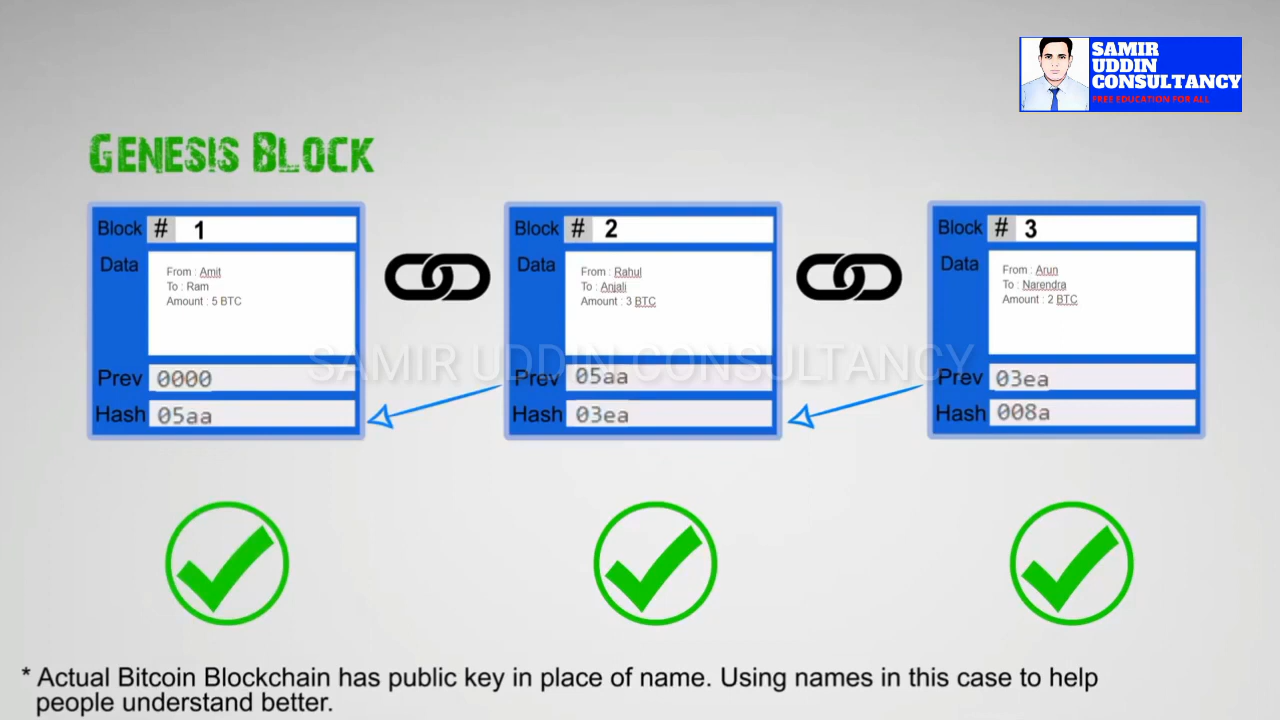 SAMIR
UDDIN
CONSULTANCY
FREE EDUCATION FOR ALL
GENESIS BLOCK
Block # 1
Data
From : Amit
To : Ram
Amount : 5 BTC
Prev 0000
Hash 05aa
Block # 2
Data
From : Rahul
To : Anjali
Amount : 3 BTC
Prev 05aa
Hash 03ea
Block # 3
Data
From : Arun
To : Narendra
Amount : 2 BTC
Prev 03ea
Hash 008a
SAMIR UDDIN CONSULTANCY
* Actual Bitcoin Blockchain has public key in place of name. Using names in this case to help
people understand better.